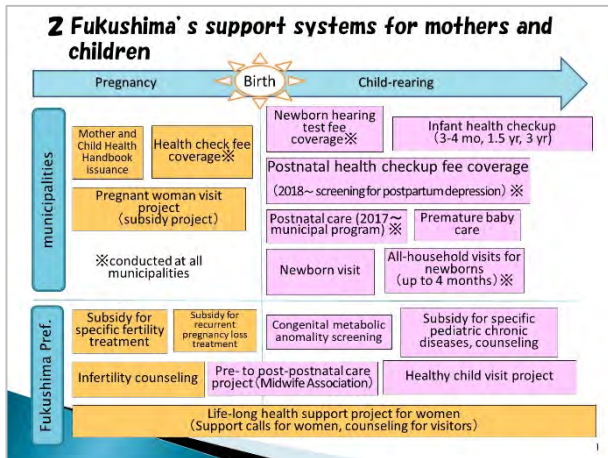 2 Fukushima's support systems for mothers and
children
Pregnancy
Birth
Child-rearing
municipalities
Mother and
Child Health
Handbook
issuance
Health check fee
coverage※
Pregnant woman visit
project
(subsidy project)
※conducted at all
municipalities
Newborn hearing
test fee
coverage※
Infant health checkup
(3-4 mo, 1.5 yr, 3 yr)
Postnatal health checkup fee coverage
(2018~ screening for postpartum depression) ※
Postnatal care (2017~
municipal program) ※
Premature baby
care
Newborn visit
All-household visits for
newborns
(up to 4 months) ※
Fukushima Pref.
Subsidy for
specific fertility
treatment
Subsidy for
recurrent
pregnancy loss
treatment
Congenital metabolic
anomality screening
Subsidy for specific
pediatric chronic
diseases, counseling
Infertility counseling
Pre- to post-postnatal care
project (Midwife Association)
Healthy child visit project
Life-long health support project for women
(Support calls for women, counseling for visitors)
1